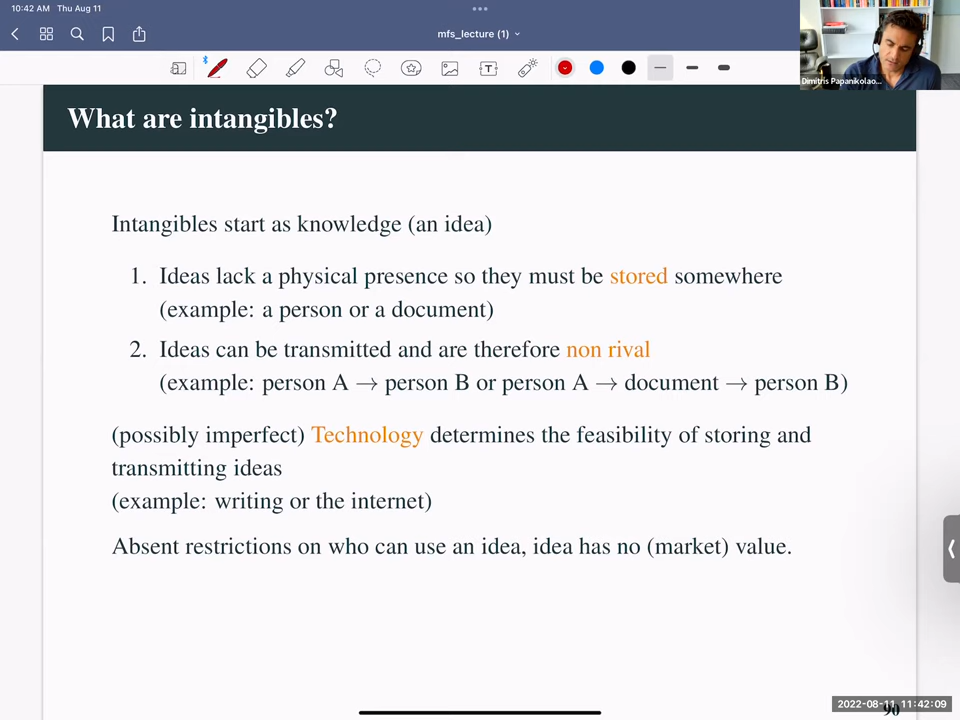 10:42 AM Thu Aug 11
mfs_lecture (1)
Dimitris Papanikolao...
What are intangibles?
Intangibles start as knowledge (an idea)
1. Ideas lack a physical presence so they must be stored somewhere
(example: a person or a document)
2. Ideas can be transmitted and are therefore non rival
(example: person A → person B or person A → document → person B)
(possibly imperfect) Technology determines the feasibility of storing and
transmitting ideas
(example: writing or the internet)
Absent restrictions on who can use an idea, idea has no (market) value.
2022-08-11 11:42:09
90